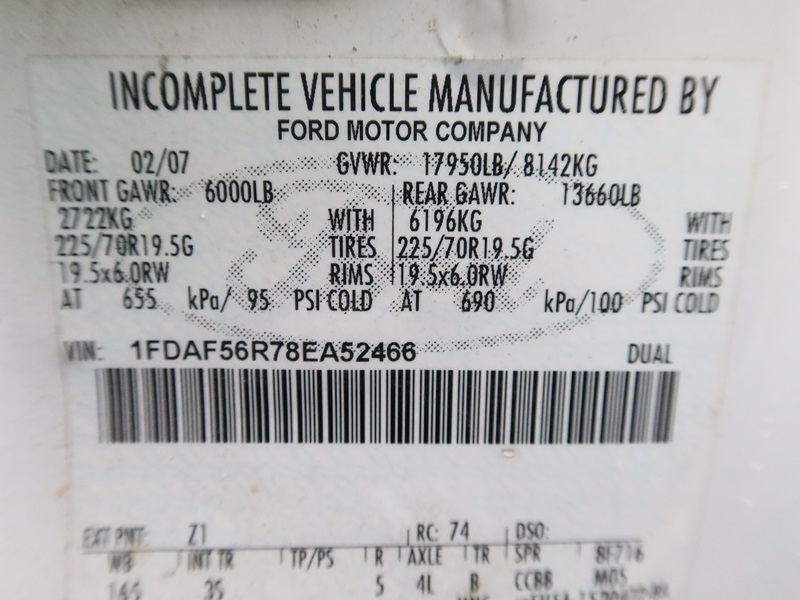 INCOMPLETE VEHICLE MANUFACTURED BY
FORD MOTOR COMPANY
DATE: 02/07 GVWR: 17950LB/ 8142KG
FRONT GAWR: 6000LB REAR GAWR: 13660LB
2722KG WITH 6196KG WITH
225/70R19.5G TIRES 225/70R19.5G TIRES
19.5x6.0RW RIMS 19.5x6.0RW RIMS
AT 655 kPa/ 95 PSI COLD AT 690 kPa/100 PSI COLD
VIN: 1FDAF56R78EA52466 DUAL
EXT PNT: Z1 RC: 74 DSO:
WB INT TR TP/PS R AXLE TR SPR 8F716
165 3S 5 4L B CCBB MOS